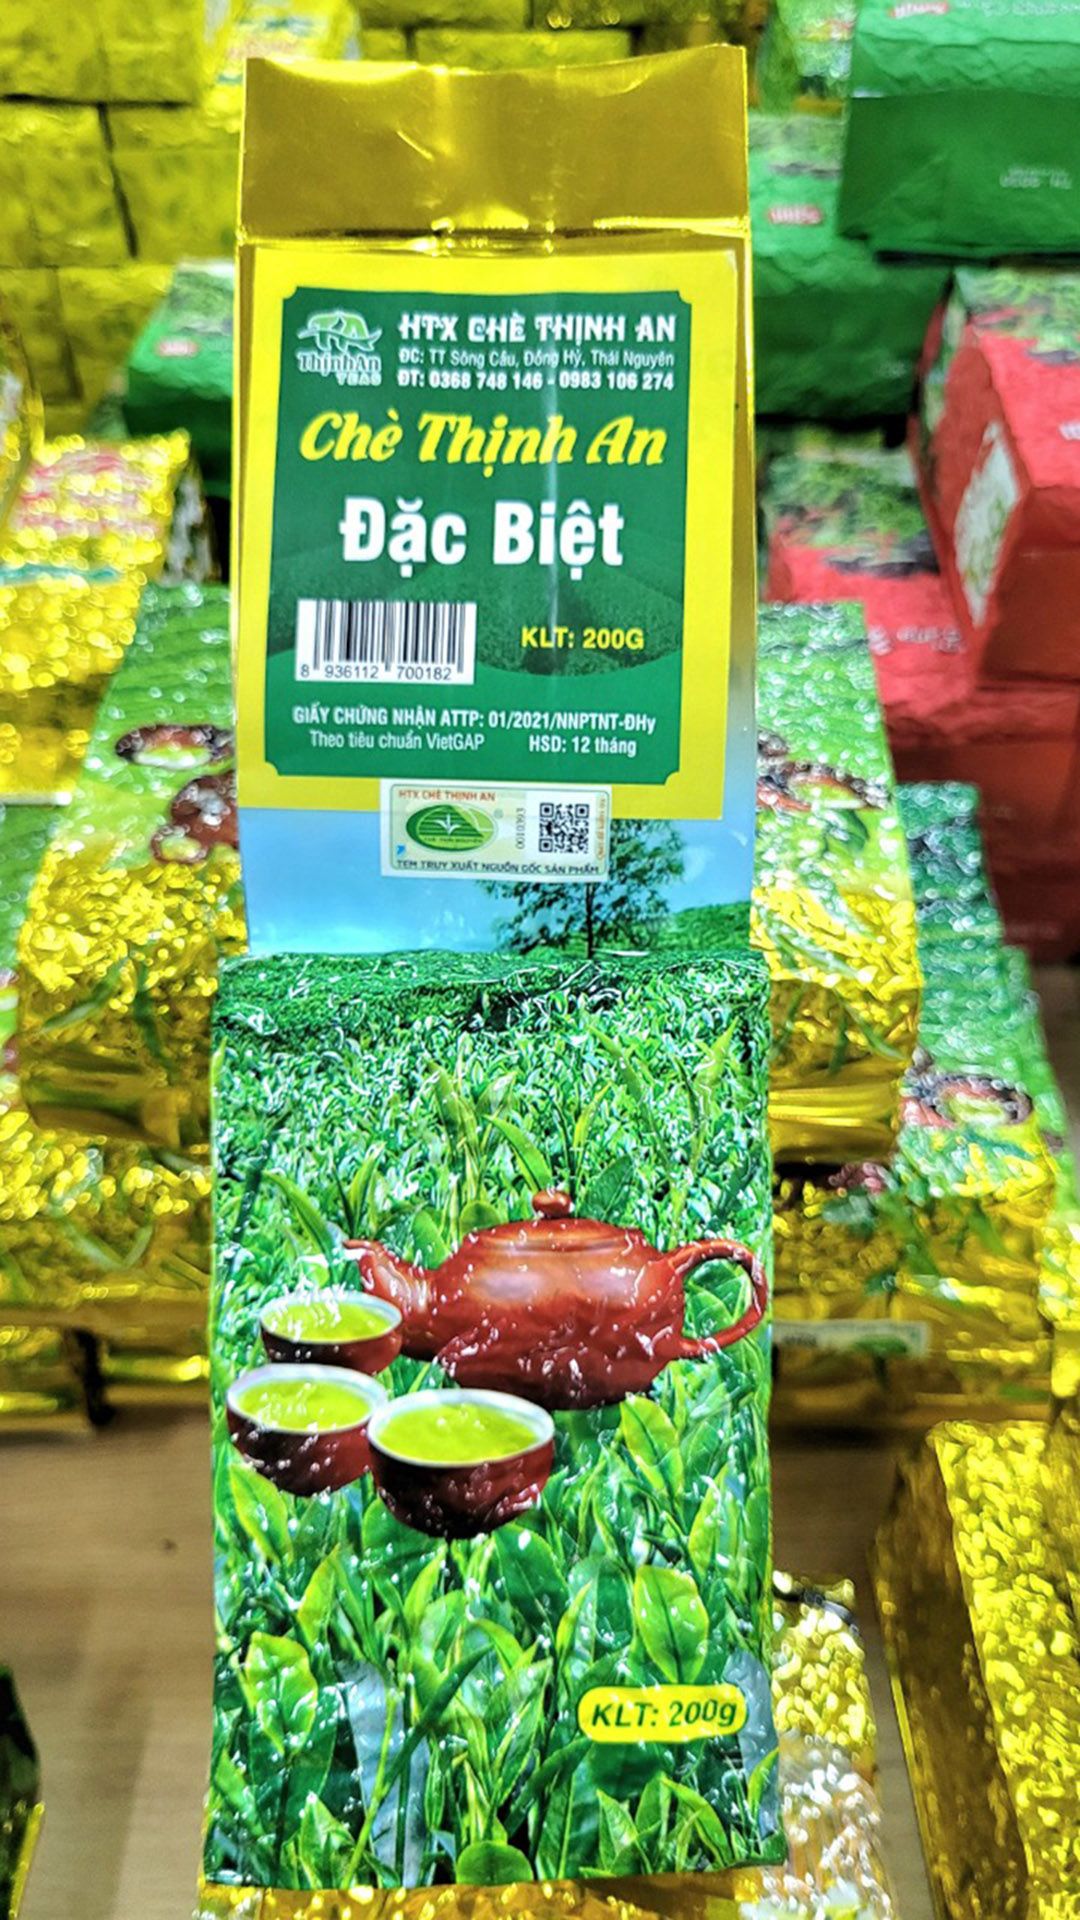 ThịnhAn
TEAS
HTX CHÈ THỊNH AN
ĐC: TT Sông Cầu, Đồng Hỷ, Thái Nguyên
ĐT: 0368 748 146 - 0983 106 274
Chè Thịnh An
Đặc Biệt
8 936112 700182
KLT: 200G
GIẤY CHỨNG NHẬN ATTP: 01/2021/NNPTNT-ĐHy
Theo tiêu chuẩn VietGAP
HSD: 12 tháng
HTX CHÈ THỊNH AN
TEM TRUY XUẤT NGUỒN GỐC SẢN PHẨM
KLT: 200g